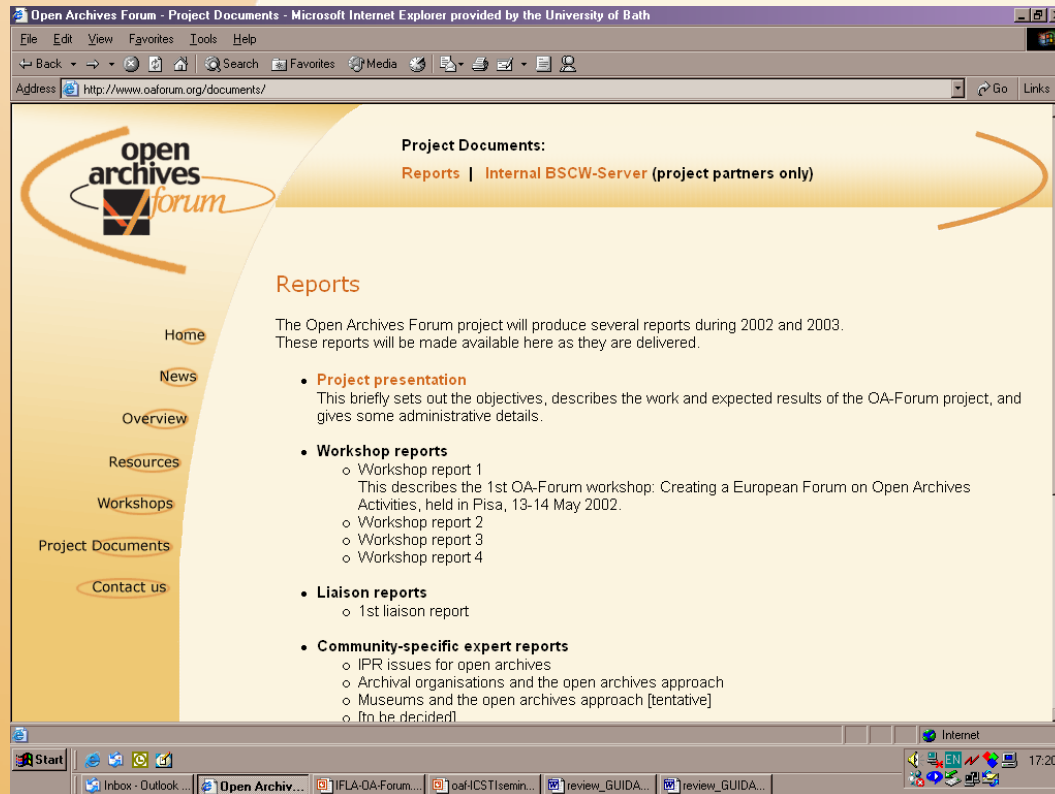 Open Archives Forum - Project Documents - Microsoft Internet Explorer provided by the University of Bath
File Edit View Favorites Tools Help
Back Search Favorites Media
Address http://www.oaforum.org/documents/ Go Links
open
archives
forum
Project Documents:
Reports | Internal BSCW-Server (project partners only)
Home
News
Overview
Resources
Workshops
Project Documents
Contact us
Reports
The Open Archives Forum project will produce several reports during 2002 and 2003.
These reports will be made available here as they are delivered.
• Project presentation
This briefly sets out the objectives, describes the work and expected results of the OA-Forum project, and
gives some administrative details.
• Workshop reports
o Workshop report 1
This describes the 1st OA-Forum workshop: Creating a European Forum on Open Archives
Activities, held in Pisa, 13-14 May 2002.
o Workshop report 2
o Workshop report 3
o Workshop report 4
• Liaison reports
o 1st liaison report
• Community-specific expert reports
o IPR issues for open archives
o Archival organisations and the open archives approach
o Museums and the open archives approach [tentative]
o [to be decided]
Internet
Start EN 17:20
Inbox - Outlook ... Open Archiv... IFLA-OA-Forum.... oaf-ICSTIsemin... review_GUIDA... review_GUIDA...